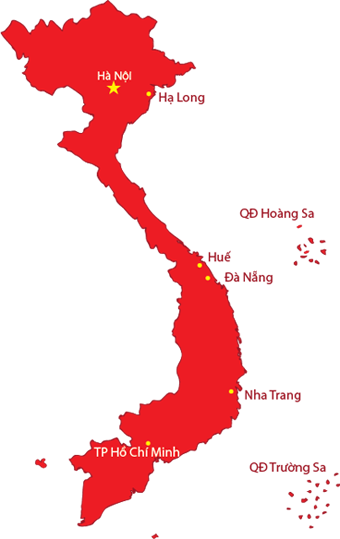 Hà Nội
Hạ Long
QĐ Hoàng Sa
Huế
Đà Nẵng
Nha Trang
TP Hồ Chí Minh
QĐ Trường Sa